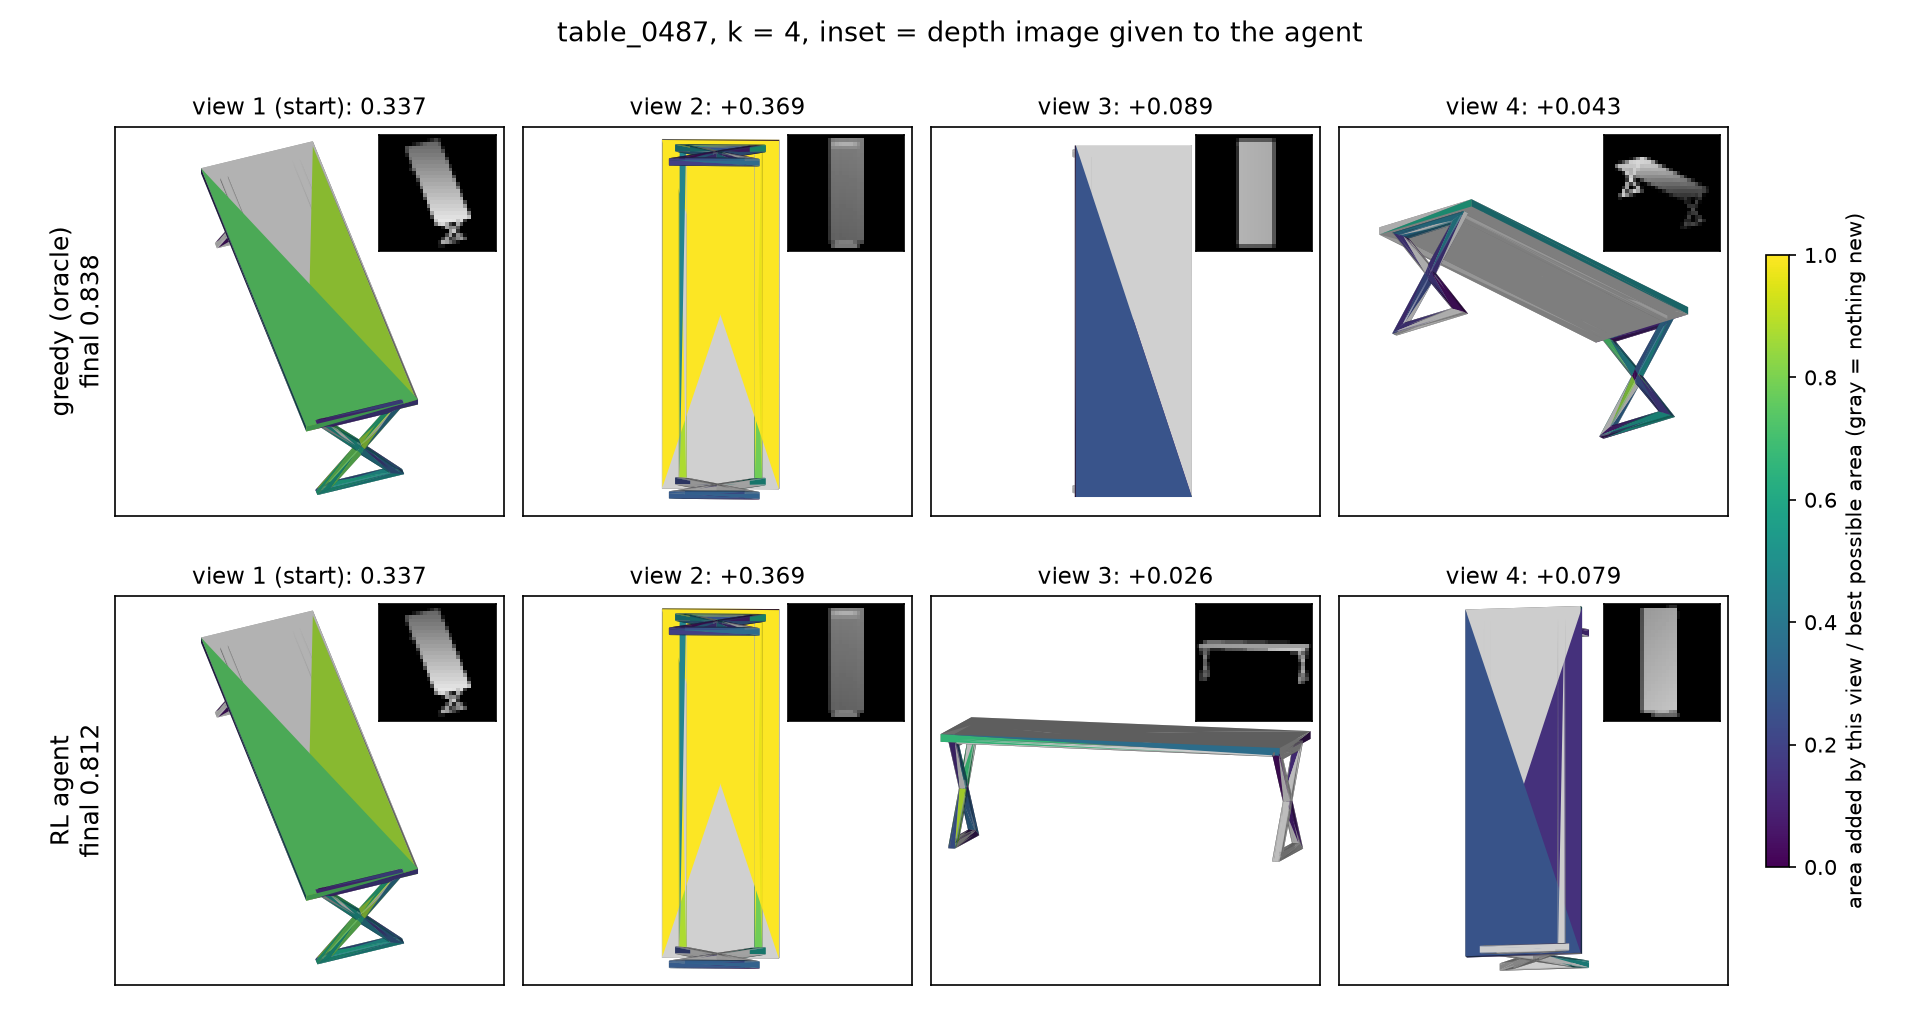 table_0487, k = 4, inset = depth image given to the agent
view 1 (start): 0.337
view 2: +0.369
view 3: +0.089
view 4: +0.043
greedy (oracle)
final 0.838
view 1 (start): 0.337
view 2: +0.369
view 3: +0.026
view 4: +0.079
RL agent
final 0.812
1.0
0.8
0.6
0.4
0.2
0.0
area added by this view / best possible area (gray = nothing new)